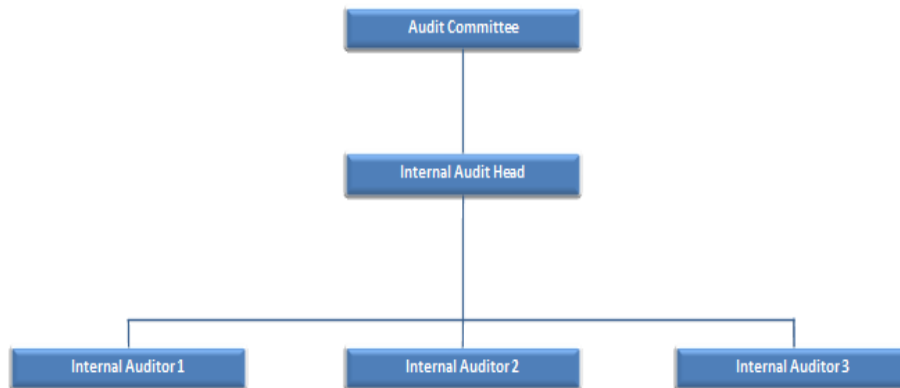 Audit Committee
Internal Audit Head
Internal Auditor 1
Internal Auditor 2
Internal Auditor 3